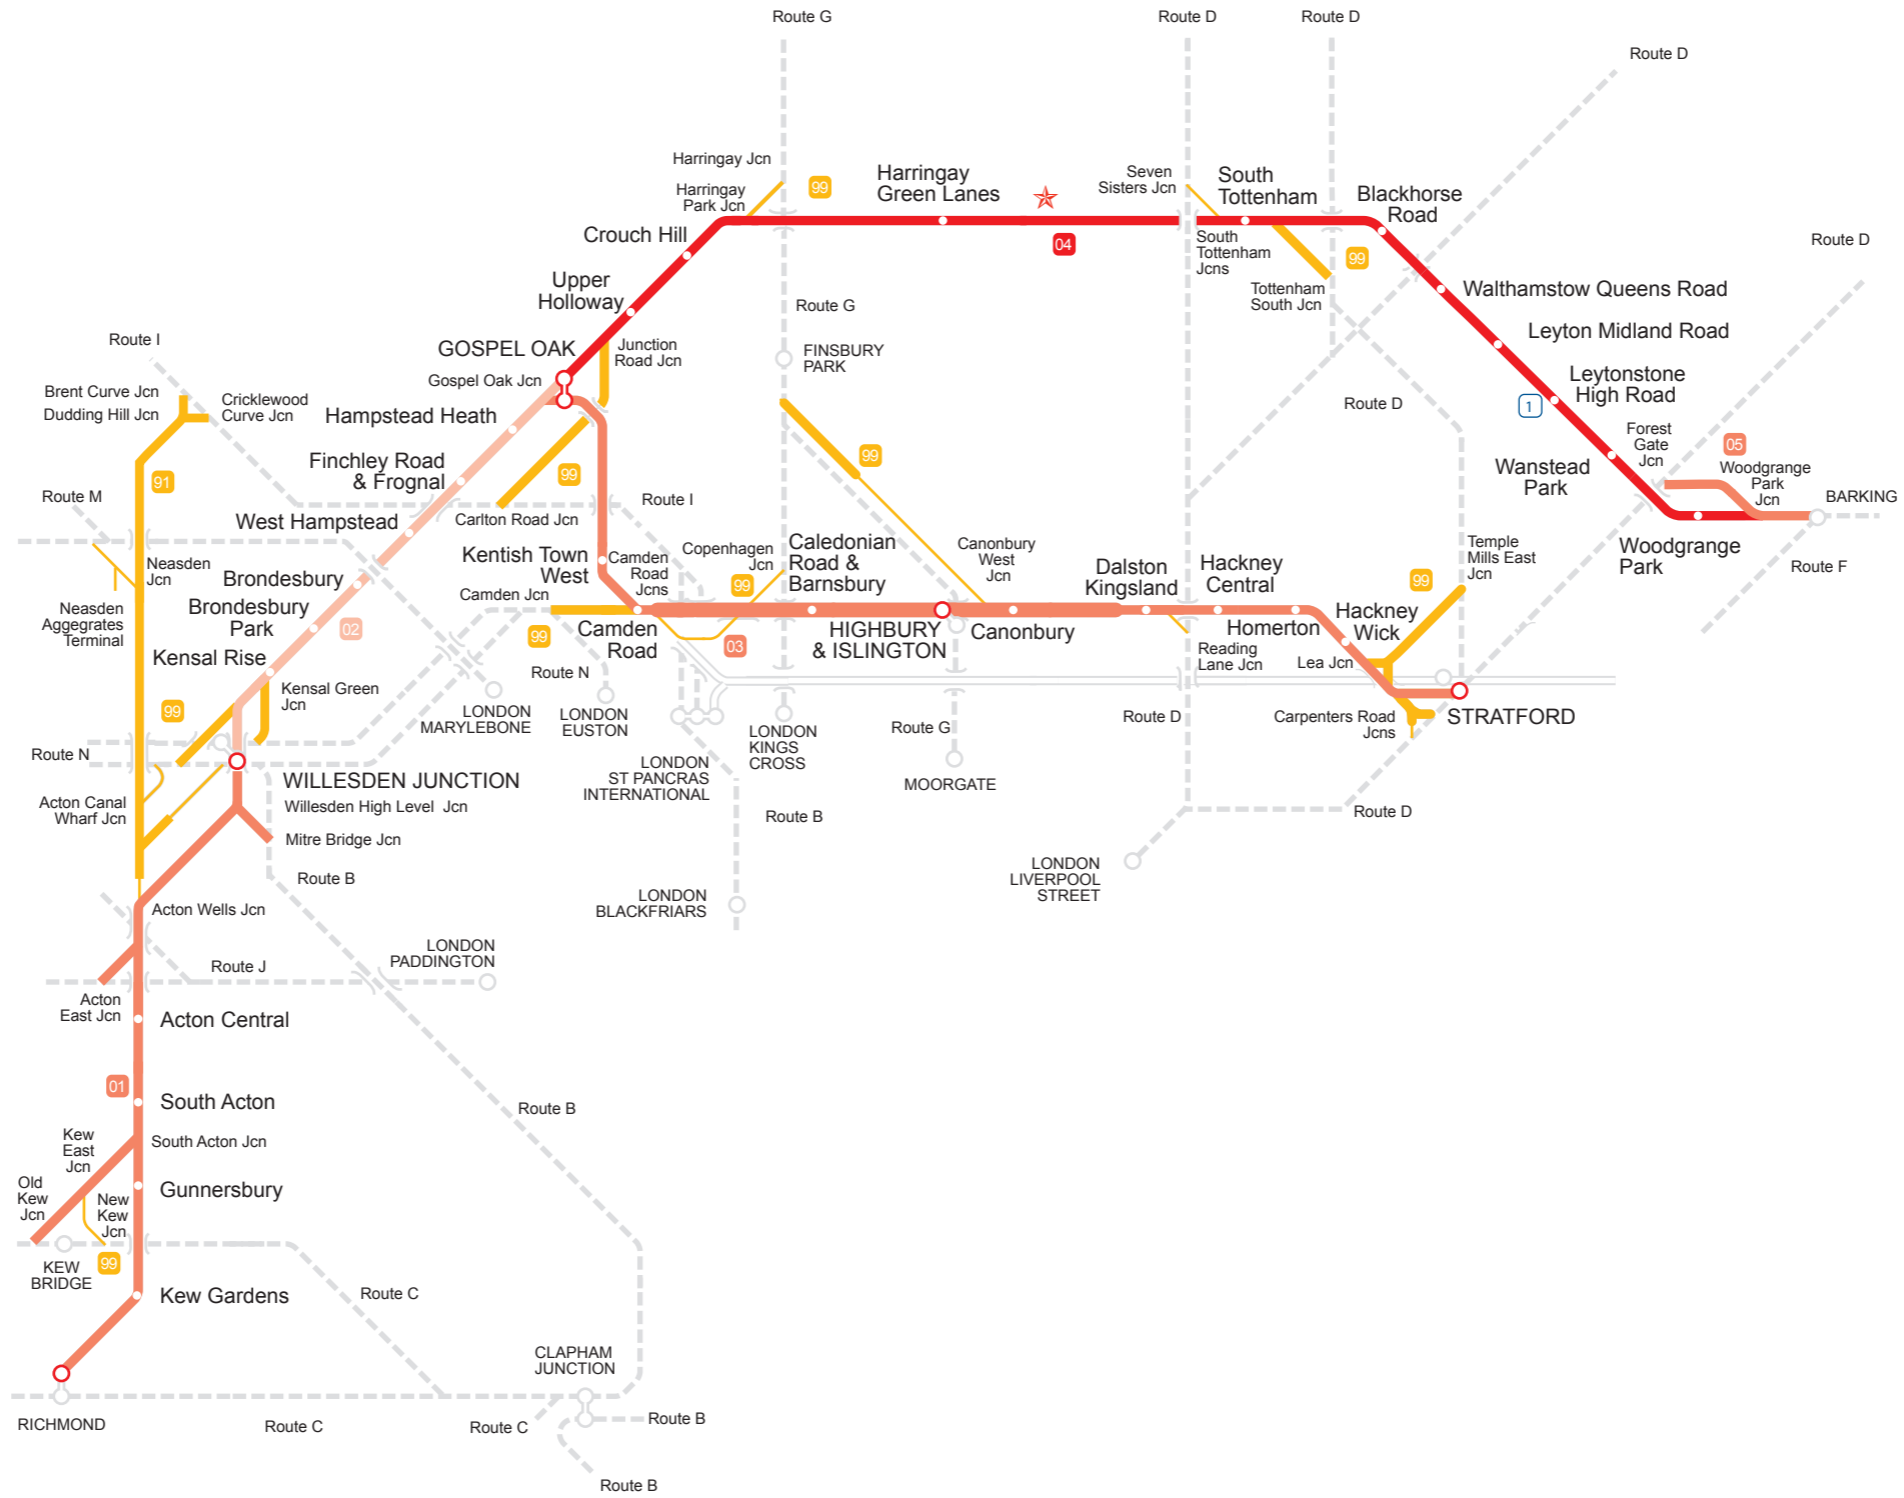 Route G
Route D
Route D
Route D
Harringay Jcn
99
Harringay
Park Jcn
Harringay
Green Lanes
Seven
Sisters Jcn
South
Tottenham
Blackhorse
Road
Crouch Hill
04
South
Tottenham
Jcns
99
Route D
Upper
Holloway
Tottenham
South Jcn
Walthamstow Queens Road
Route G
Leyton Midland Road
Route I
GOSPEL OAK
Junction
Road Jcn
FINSBURY
PARK
Gospel Oak Jcn
Leytonstone
High Road
Brent Curve Jcn
Dudding Hill Jcn
Cricklewood
Curve Jcn
Hampstead Heath
Route D
1
Forest
Gate
Jcn
05
Finchley Road
& Frognal
99
99
Wanstead
Park
Woodgrange
Park
Jcn
91
Route M
Route I
BARKING
West Hampstead
Carlton Road Jcn
Neasden
Jcn
Kentish Town
West
Camden
Road
Jcns
Copenhagen
Jcn
Caledonian
Road &
Barnsbury
Canonbury
West
Jcn
Dalston
Kingsland
Hackney
Central
Temple
Mills East
Jcn
Woodgrange
Park
Route F
99
99
Brondesbury
Neasden
Aggegrates
Terminal
Brondesbury
Park
02
Camden Jcn
99
Camden
Road
03
HIGHBURY
& ISLINGTON
Canonbury
Homerton
Hackney
Wick
Kensal Rise
Reading
Lane Jcn
Lea Jcn
Route N
Kensal Green
Jcn
99
LONDON
MARYLEBONE
LONDON
EUSTON
LONDON
KINGS
CROSS
Route G
Route D
Carpenters Road
Jcns
STRATFORD
Route N
WILLESDEN JUNCTION
LONDON
ST PANCRAS
INTERNATIONAL
MOORGATE
Acton Canal
Wharf Jcn
Willesden High Level Jcn
Route B
Route D
Mitre Bridge Jcn
Route B
LONDON
LIVERPOOL
STREET
LONDON
BLACKFRIARS
Acton Wells Jcn
LONDON
PADDINGTON
Route J
Acton
East Jcn
Acton Central
01
South Acton
Route B
Kew
East
Jcn
South Acton Jcn
Old
Kew
Jcn
New
Kew
Jcn
Gunnersbury
KEW
BRIDGE
99
Kew Gardens
Route C
CLAPHAM
JUNCTION
RICHMOND
Route C
Route C
Route B
Route B